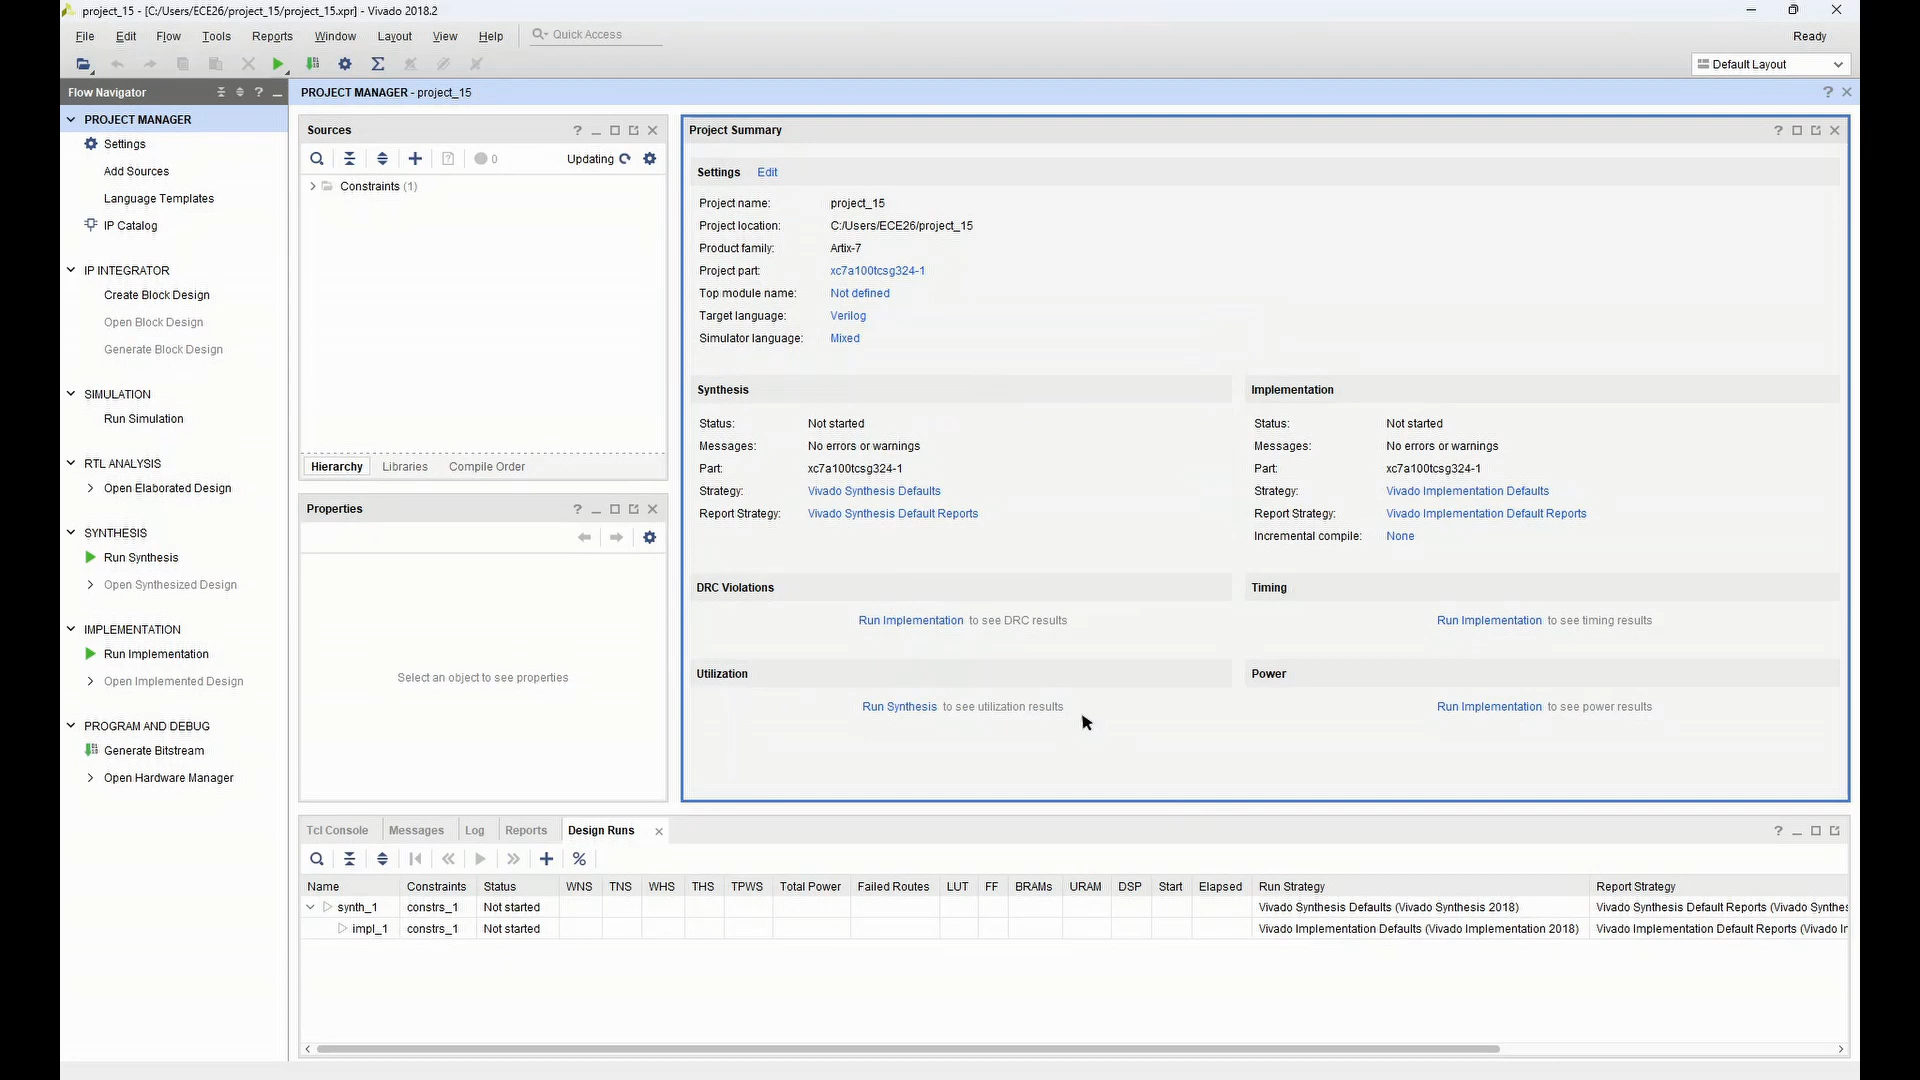 project_15 - [C:/Users/ECE26/project_15/project_15.xpr] - Vivado 2018.2
File Edit Flow Tools Reports Window Layout View Help Quick Access Ready
Default Layout
Flow Navigator
PROJECT MANAGER
Settings
Add Sources
Language Templates
IP Catalog
IP INTEGRATOR
Create Block Design
Open Block Design
Generate Block Design
SIMULATION
Run Simulation
RTL ANALYSIS
Open Elaborated Design
SYNTHESIS
Run Synthesis
Open Synthesized Design
IMPLEMENTATION
Run Implementation
Open Implemented Design
PROGRAM AND DEBUG
Generate Bitstream
Open Hardware Manager
PROJECT MANAGER - project_15
Sources
0 Updating
Constraints (1)
Hierarchy Libraries Compile Order
Properties
Select an object to see properties
Project Summary
Settings Edit
Project name: project_15
Project location: C:/Users/ECE26/project_15
Product family: Artix-7
Project part: xc7a100tcsg324-1
Top module name: Not defined
Target language: Verilog
Simulator language: Mixed
Synthesis
Status: Not started
Messages: No errors or warnings
Part: xc7a100tcsg324-1
Strategy: Vivado Synthesis Defaults
Report Strategy: Vivado Synthesis Default Reports
Implementation
Status: Not started
Messages: No errors or warnings
Part: xc7a100tcsg324-1
Strategy: Vivado Implementation Defaults
Report Strategy: Vivado Implementation Default Reports
Incremental compile: None
DRC Violations
Run Implementation to see DRC results
Timing
Run Implementation to see timing results
Utilization
Run Synthesis to see utilization results
Power
Run Implementation to see power results
Tcl Console Messages Log Reports Design Runs
Name Constraints Status WNS TNS WHS THS TPWS Total Power Failed Routes LUT FF BRAMs URAM DSP Start Elapsed Run Strategy Report Strategy
synth_1 constrs_1 Not started Vivado Synthesis Defaults (Vivado Synthesis 2018) Vivado Synthesis Default Reports (Vivado Synthes
impl_1 constrs_1 Not started Vivado Implementation Defaults (Vivado Implementation 2018) Vivado Implementation Default Reports (Vivado Ir